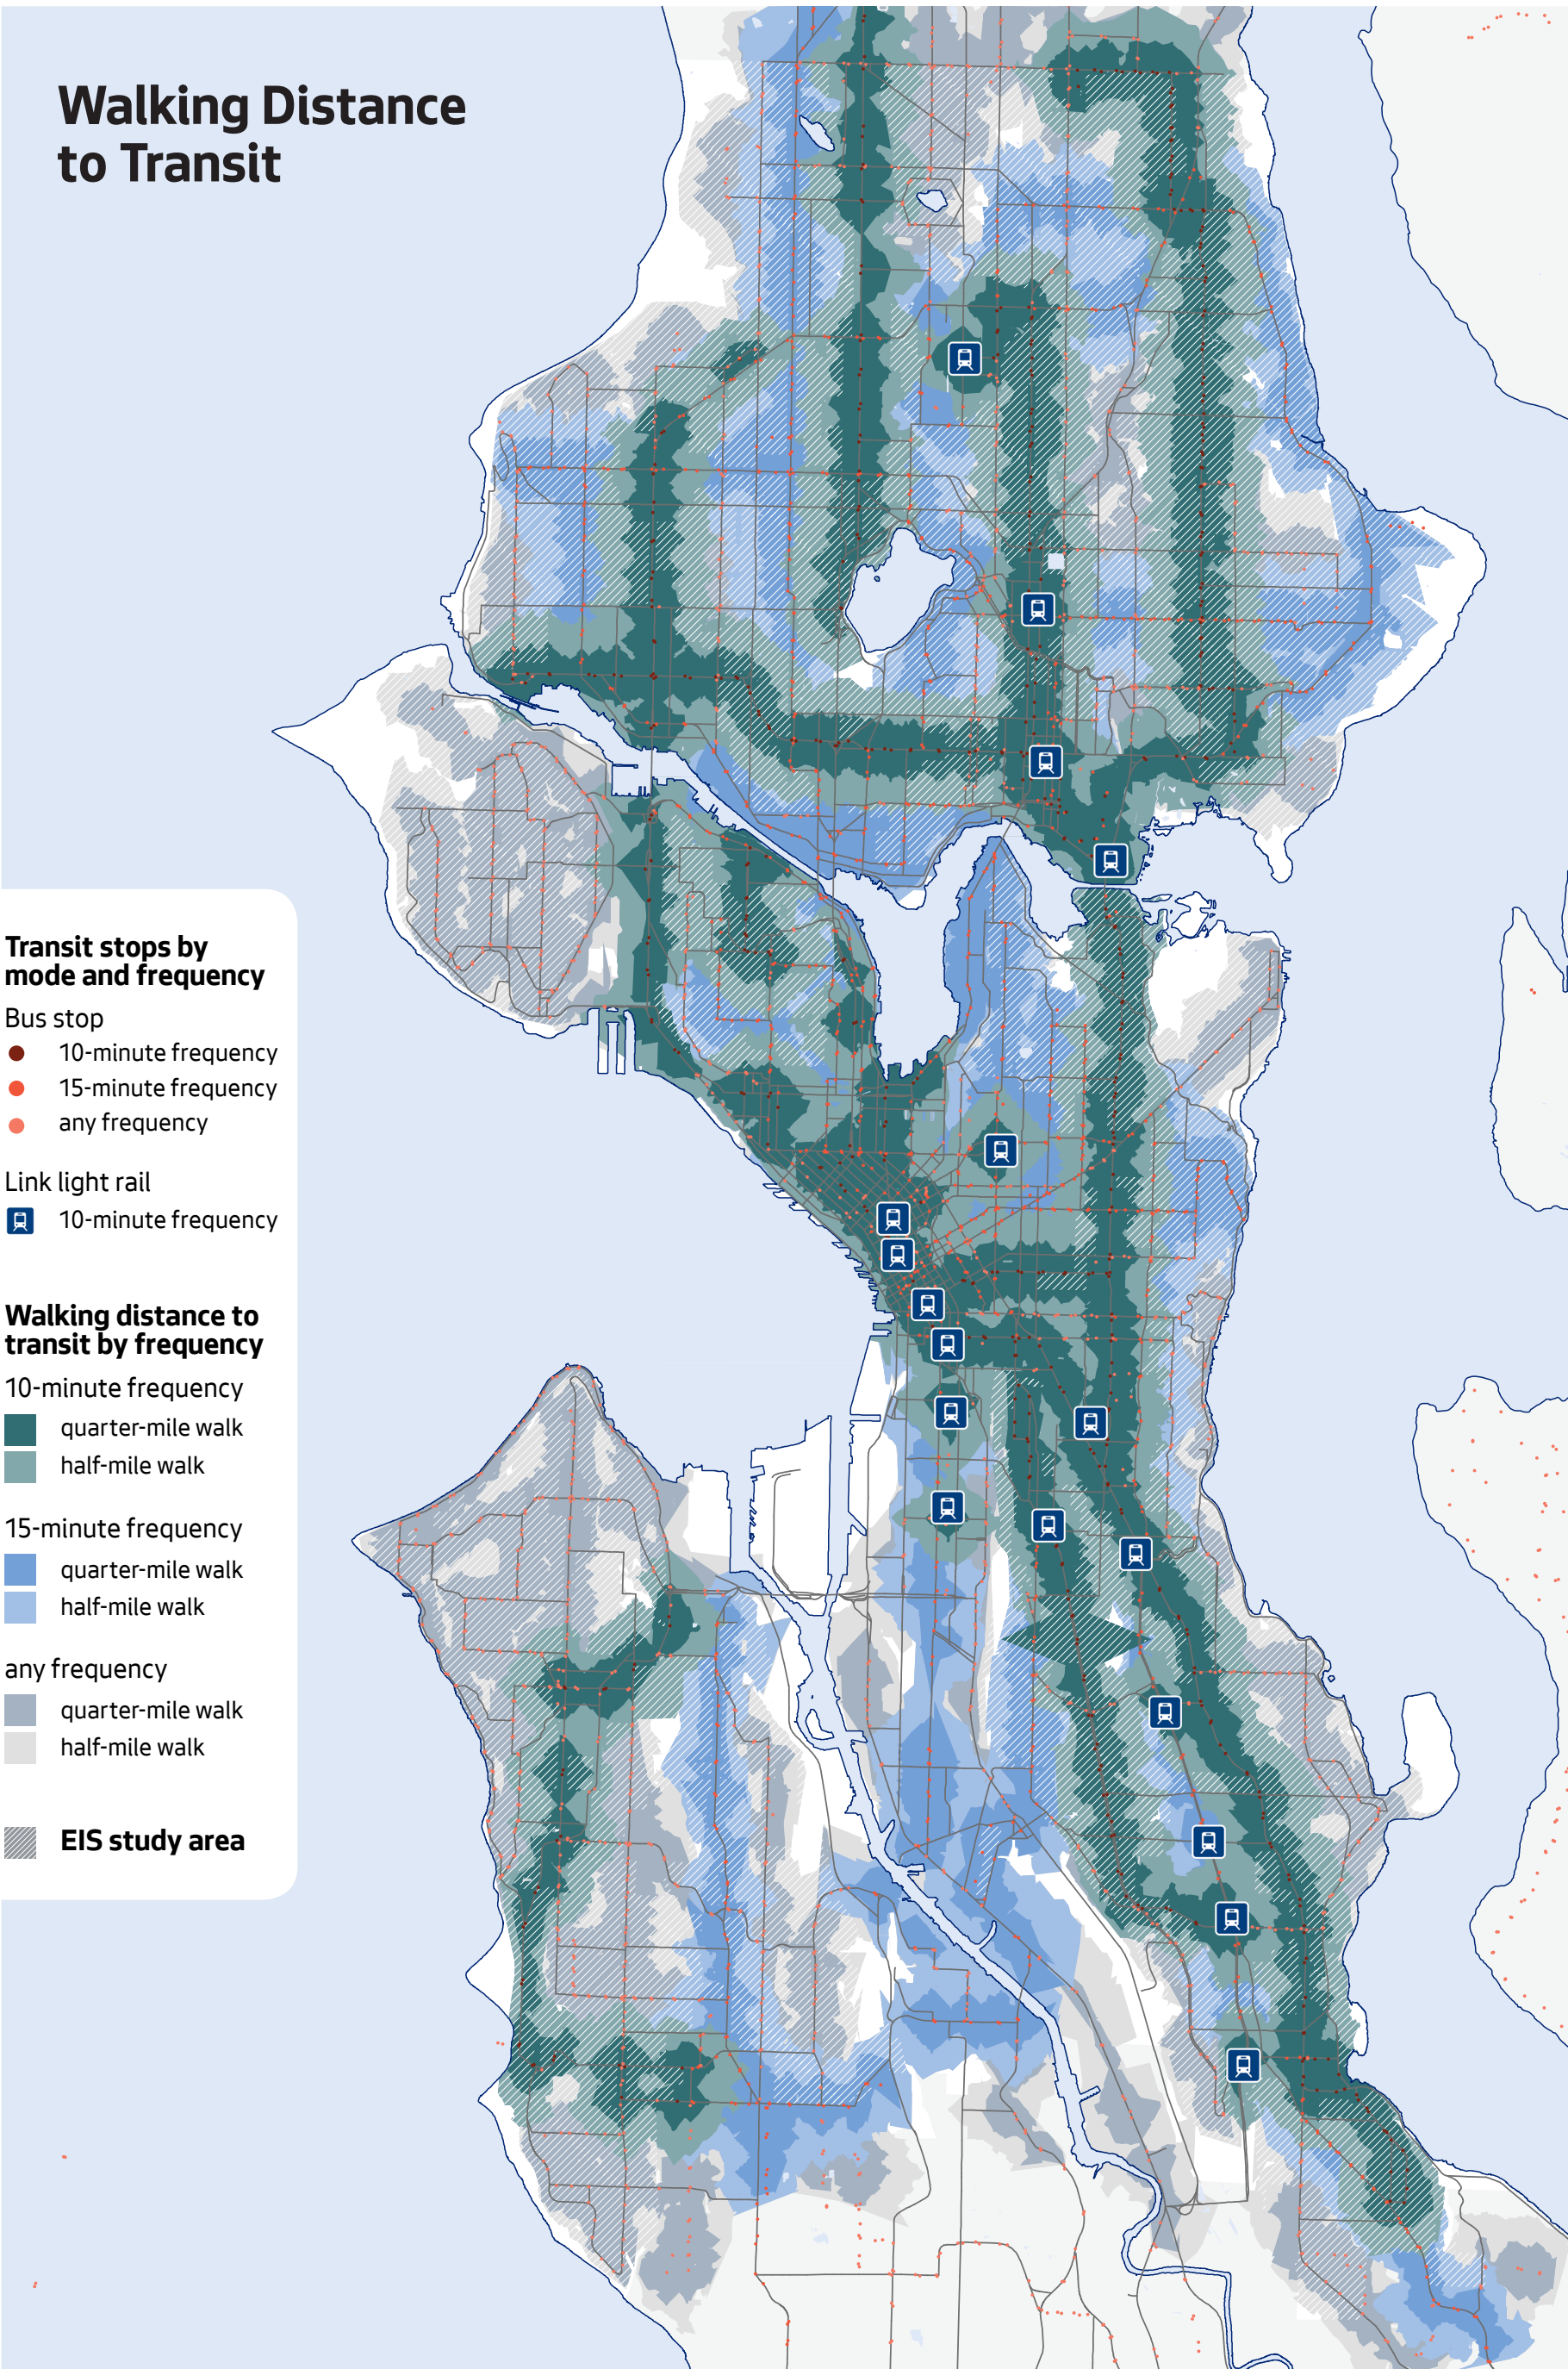 Walking Distance
to Transit
Transit stops by
mode and frequency
Bus stop
10-minute frequency
15-minute frequency
any frequency
Link light rail
10-minute frequency
Walking distance to
transit by frequency
10-minute frequency
quarter-mile walk
half-mile walk
15-minute frequency
quarter-mile walk
half-mile walk
any frequency
quarter-mile walk
half-mile walk
EIS study area